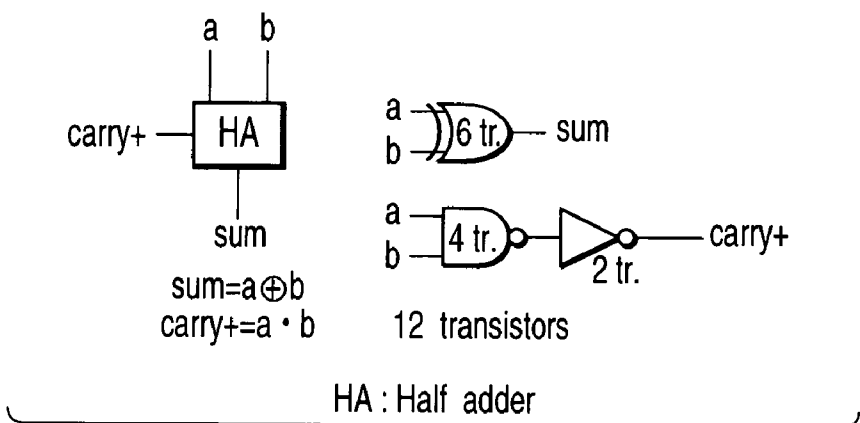 a b
carry+ HA
sum
sum=a⊕b
carry+=a · b
a
b
6 tr.
sum
a
b
4 tr.
2 tr.
carry+
12 transistors
HA : Half adder